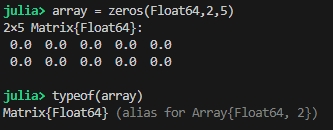 julia> array = zeros(Float64,2,5)
2×5 Matrix{Float64}:
 0.0  0.0  0.0  0.0  0.0
 0.0  0.0  0.0  0.0  0.0

julia> typeof(array)
Matrix{Float64} (alias for Array{Float64, 2})